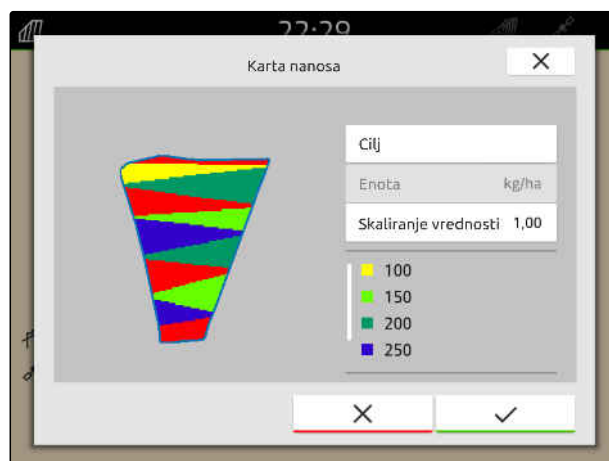 22:29
Karta nanosa
Cilj
Enota kg/ha
Skaliranje vrednosti 1,00
100
150
200
250